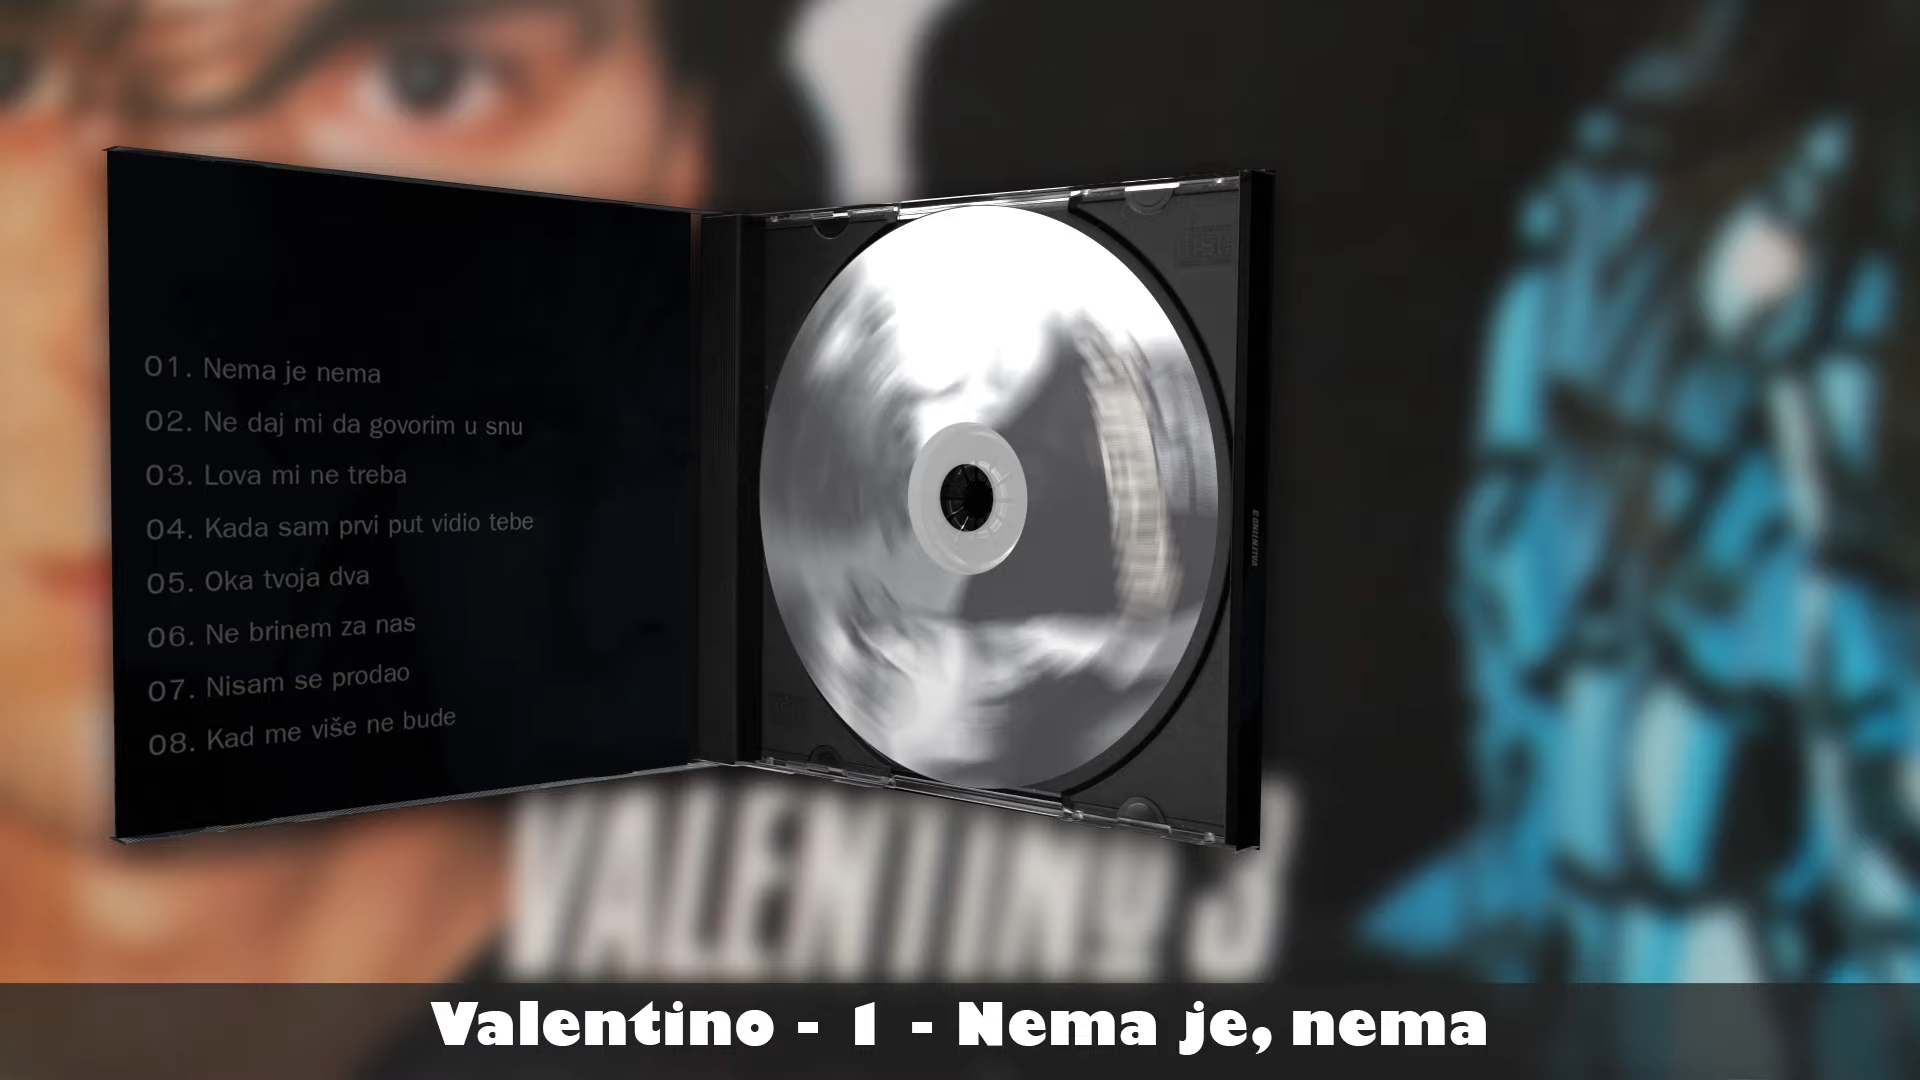 01. Nema je nema
02. Ne daj mi da govorim u snu
03. Lova mi ne treba
04. Kada sam prvi put vidio tebe
05. Oka tvoja dva
06. Ne brinem za nas
07. Nisam se prodao
08. Kad me više ne bude
VALENTINO
VALENTINO 3
Valentino - 1 - Nema je, nema